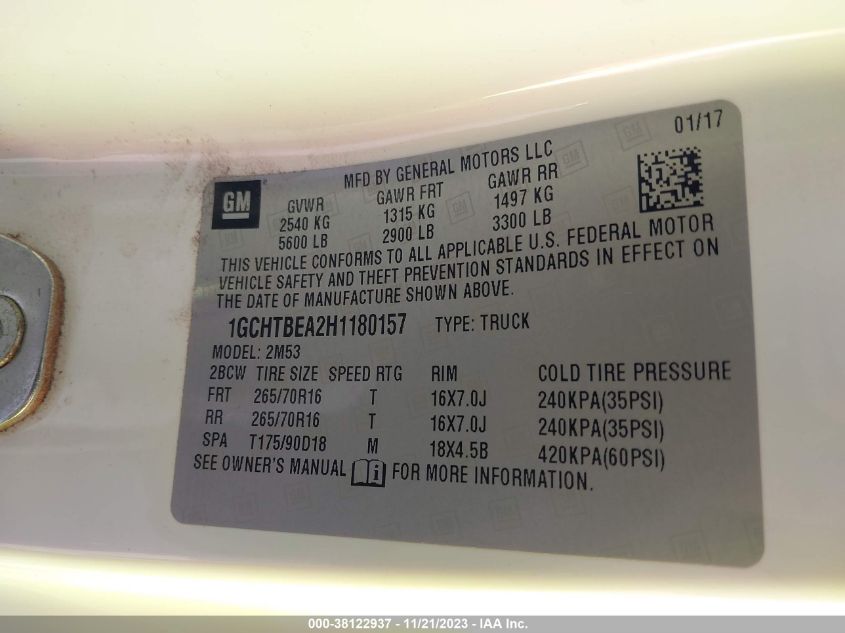 01/17
MFD BY GENERAL MOTORS LLC
GM
GVWR GAWR FRT GAWR RR
2540 KG 1315 KG 1497 KG
5600 LB 2900 LB 3300 LB
THIS VEHICLE CONFORMS TO ALL APPLICABLE U.S. FEDERAL MOTOR
VEHICLE SAFETY AND THEFT PREVENTION STANDARDS IN EFFECT ON
THE DATE OF MANUFACTURE SHOWN ABOVE.
1GCHTBEA2H1180157 TYPE: TRUCK
MODEL: 2M53
2BCW TIRE SIZE SPEED RTG RIM COLD TIRE PRESSURE
FRT 265/70R16 T 16X7.0J 240KPA(35PSI)
RR 265/70R16 T 16X7.0J 240KPA(35PSI)
SPA T175/90D18 M 18X4.5B 420KPA(60PSI)
SEE OWNER'S MANUAL i FOR MORE INFORMATION.
000-38122937 - 11/21/2023 - IAA Inc.